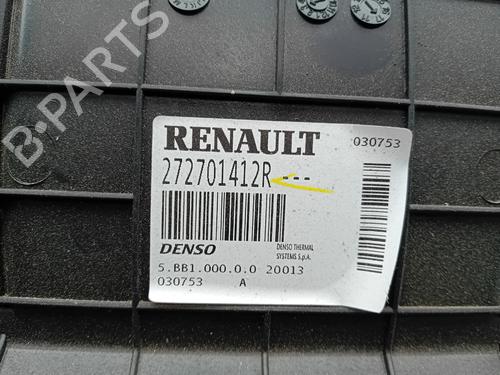 B-PARTS
RENAULT
030753
272701412R---
DENSO
DENSO THERMAL
SYSTEMS S.p.A.
5.BB1.000.0.0 20013
030753 A